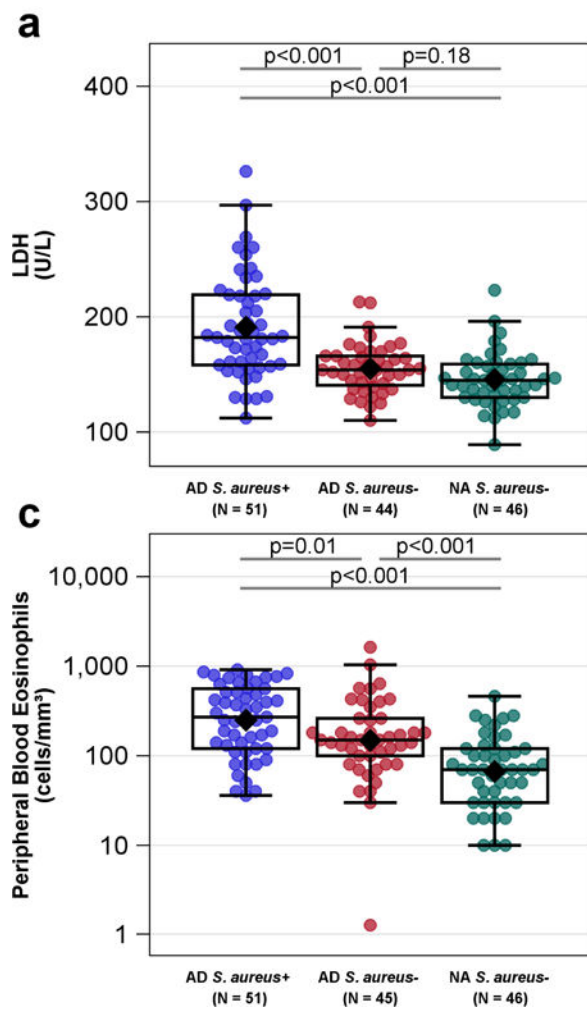 a
p<0.001 p=0.18
p<0.001
400
300
200
100
LDH
(U/L)
AD S. aureus+ AD S. aureus- NA S. aureus-
(N = 51) (N = 44) (N = 46)
c
p=0.01 p<0.001
p<0.001
10,000
1,000
100
10
1
Peripheral Blood Eosinophils
(cells/mm³)
AD S. aureus+ AD S. aureus- NA S. aureus-
(N = 51) (N = 45) (N = 46)